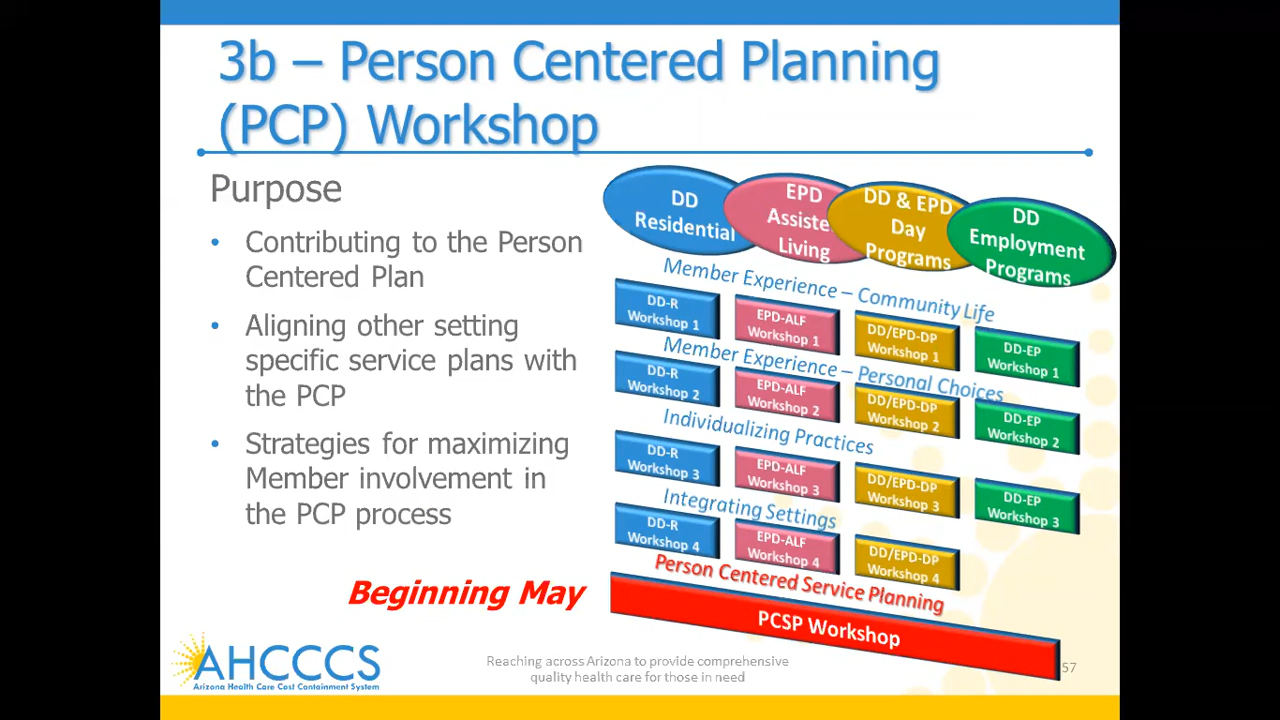 3b – Person Centered Planning
(PCP) Workshop
Purpose
• Contributing to the Person
Centered Plan
• Aligning other setting
specific service plans with
the PCP
• Strategies for maximizing
Member involvement in
the PCP process
Beginning May
DD
Residential
EPD
Assiste
Living
DD & EPD
Day
Programs
DD
Employment
Programs
Member Experience – Community Life
DD-R
Workshop 1
EPD-ALF
Workshop 1
DD/EPD-DP
Workshop 1
DD-EP
Workshop 1
Member Experience – Personal Choices
DD-R
Workshop 2
EPD-ALF
Workshop 2
DD/EPD-DP
Workshop 2
DD-EP
Workshop 2
Individualizing Practices
DD-R
Workshop 3
EPD-ALF
Workshop 3
DD/EPD-DP
Workshop 3
DD-EP
Workshop 3
Integrating Settings
DD-R
Workshop 4
EPD-ALF
Workshop 4
DD/EPD-DP
Workshop 4
Person Centered Service Planning
PCSP Workshop
AHCCCS
Arizona Health Care Cost Containment System
Reaching across Arizona to provide comprehensive
quality health care for those in need
57